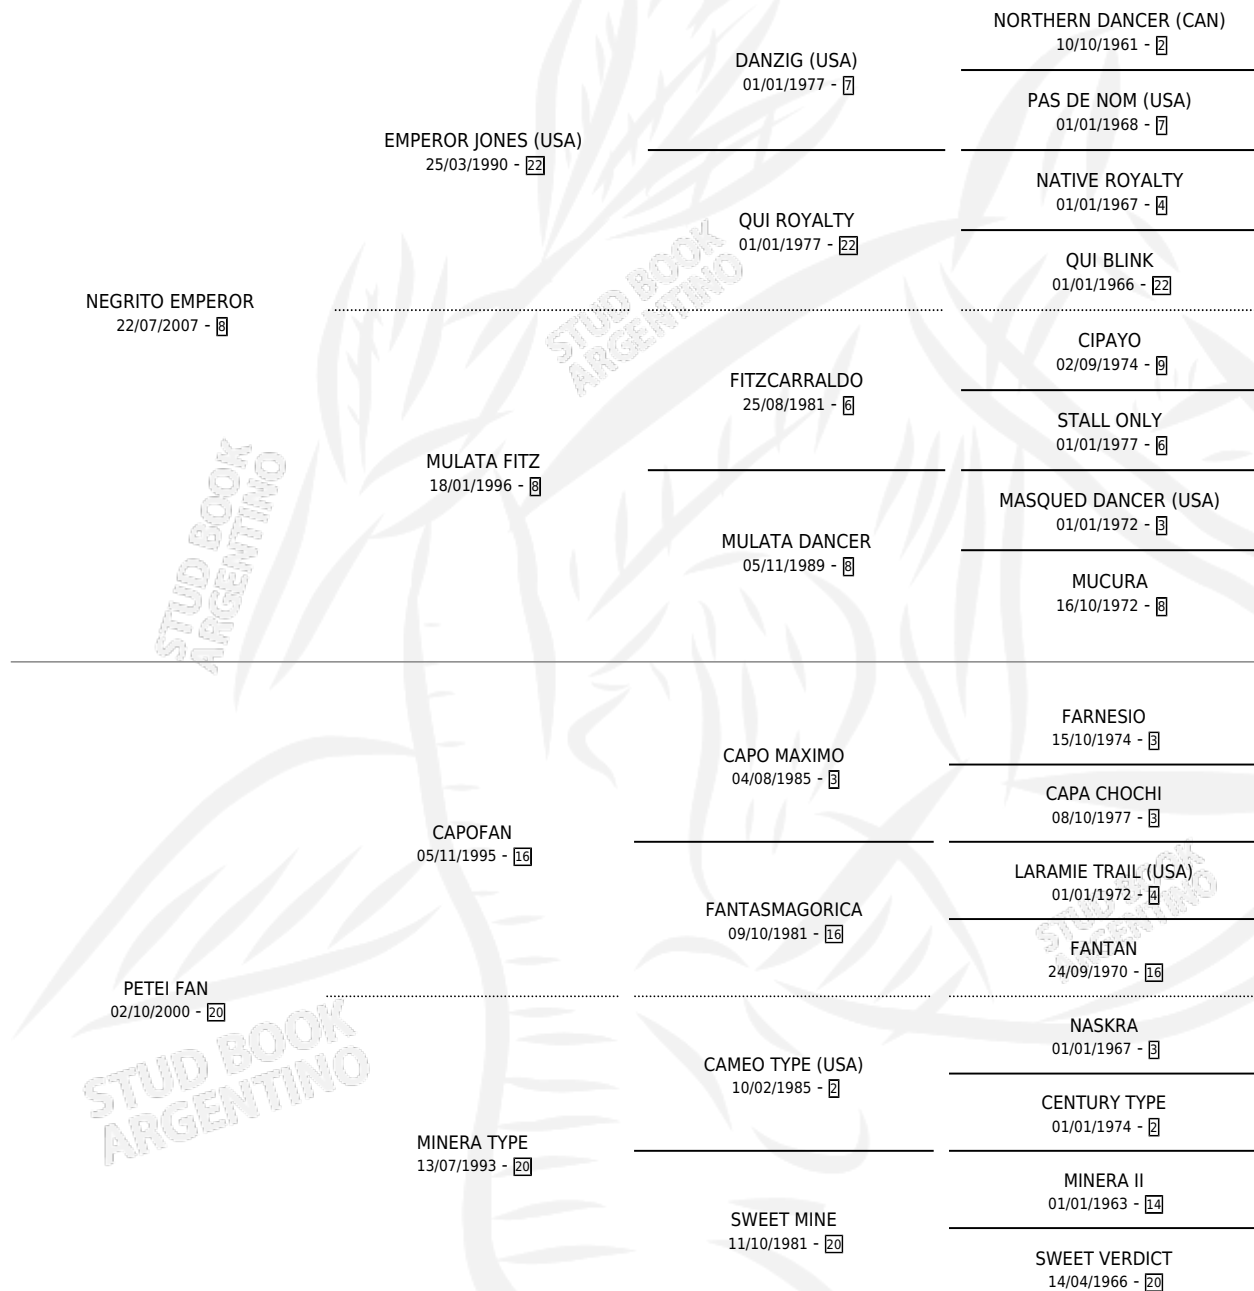 NORTHERN DANCER (CAN)
10/10/1961 - 2
DANZIG (USA)
01/01/1977 - 7
PAS DE NOM (USA)
01/01/1968 - 7
EMPEROR JONES (USA)
25/03/1990 - 22
NATIVE ROYALTY
01/01/1967 - 4
QUI ROYALTY
01/01/1977 - 22
QUI BLINK
01/01/1966 - 22
NEGRITO EMPEROR
22/07/2007 - 8
CIPAYO
02/09/1974 - 9
FITZCARRALDO
25/08/1981 - 6
STALL ONLY
01/01/1977 - 6
MULATA FITZ
18/01/1996 - 8
MASQUED DANCER (USA)
01/01/1972 - 3
MULATA DANCER
05/11/1989 - 8
MUCURA
16/10/1972 - 8
STUD BOOK
ARGENTINO
STUD BOOK
ARGENTINO
FARNESIO
15/10/1974 - 3
CAPO MAXIMO
04/08/1985 - 3
CAPA CHOCHI
08/10/1977 - 3
CAPOFAN
05/11/1995 - 16
LARAMIE TRAIL (USA)
01/01/1972 - 4
FANTASMAGORICA
09/10/1981 - 16
FANTAN
24/09/1970 - 16
PETEI FAN
02/10/2000 - 20
NASKRA
01/01/1967 - 3
CAMEO TYPE (USA)
10/02/1985 - 2
CENTURY TYPE
01/01/1974 - 2
MINERA TYPE
13/07/1993 - 20
MINERA II
01/01/1963 - 14
SWEET MINE
11/10/1981 - 20
SWEET VERDICT
14/04/1966 - 20
STUD BOOK
ARGENTINO
STUD BOOK
ARGENTINO